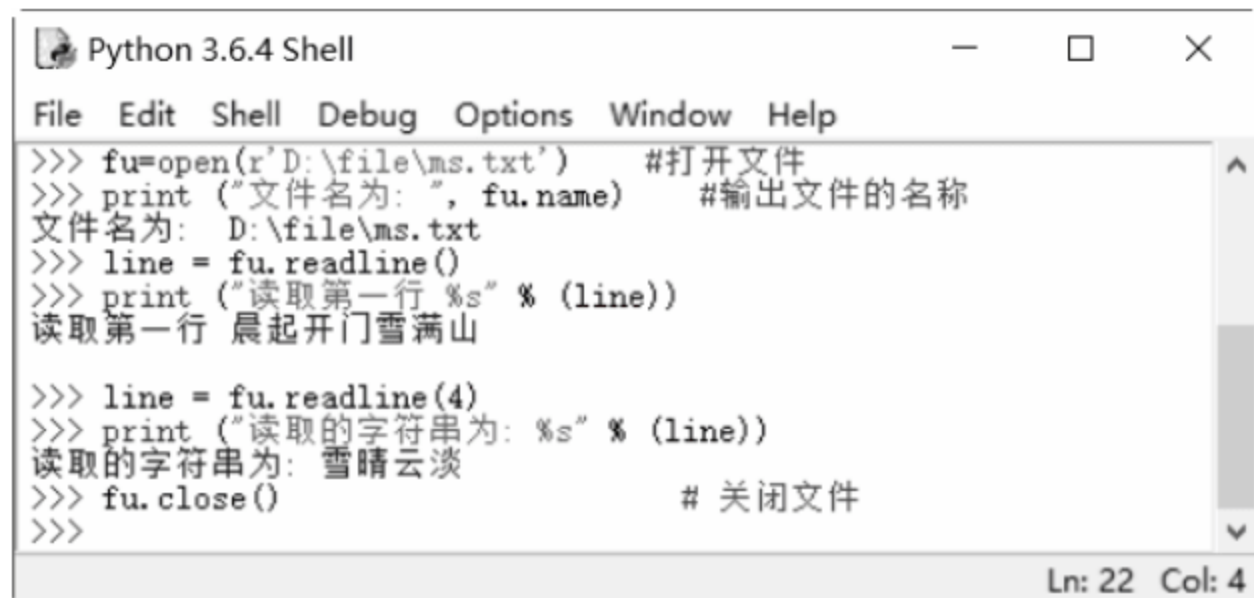 Python 3.6.4 Shell
File Edit Shell Debug Options Window Help
>>> fu=open(r'D:\file\ms.txt') #打开文件
>>> print ("文件名为: ", fu.name) #输出文件的名称
文件名为: D:\file\ms.txt
>>> line = fu.readline()
>>> print ("读取第一行 %s" % (line))
读取第一行 晨起开门雪满山
>>> line = fu.readline(4)
>>> print ("读取的字符串为: %s" % (line))
读取的字符串为: 雪晴云淡
>>> fu.close() # 关闭文件
>>>
Ln: 22 Col: 4